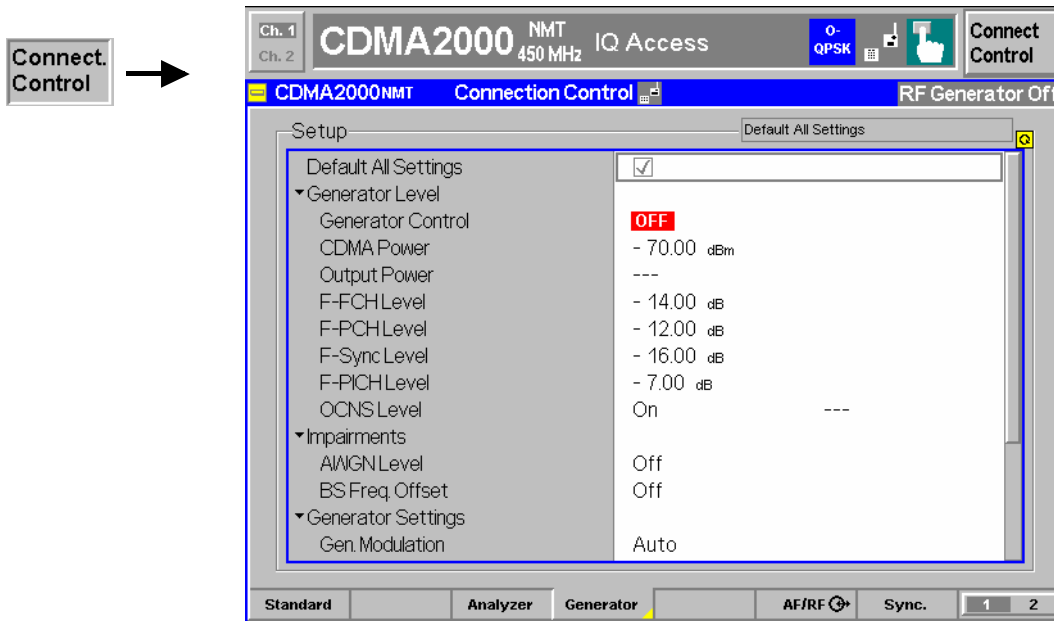 Connect.
Control
Ch. 1
Ch. 2
CDMA2000 NMT 450 MHz IQ Access
O-
QPSK
Connect
Control
CDMA2000NMT Connection Control RF Generator Off
Setup Default All Settings
Default All Settings
Generator Level
Generator Control OFF
CDMA Power - 70.00 dBm
Output Power ---
F-FCH Level - 14.00 dB
F-PCH Level - 12.00 dB
F-Sync Level - 16.00 dB
F-PICH Level - 7.00 dB
OCNS Level On ---
Impairments
AWGN Level Off
BS Freq. Offset Off
Generator Settings
Gen. Modulation Auto
Standard Analyzer Generator AF/RF Sync. 1 2